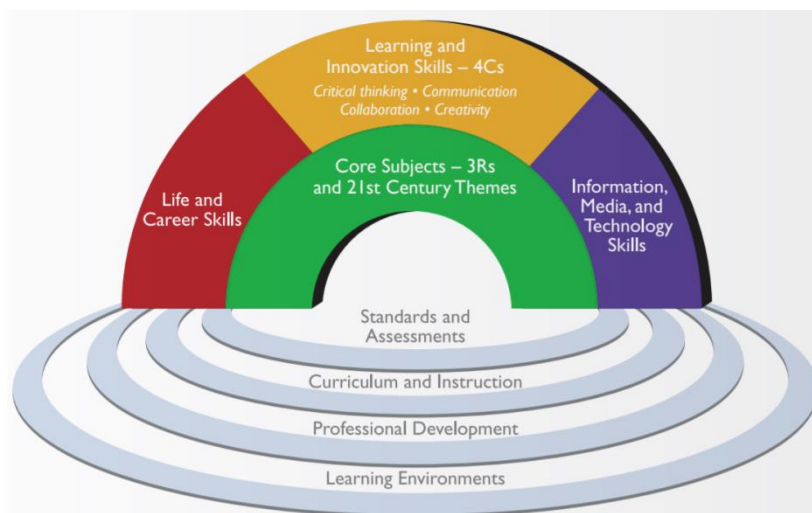 Learning and
Innovation Skills – 4Cs
Critical thinking • Communication
Collaboration • Creativity
Core Subjects – 3Rs
and 21st Century Themes
Life and
Career Skills
Information,
Media, and
Technology
Skills
Standards and
Assessments
Curriculum and Instruction
Professional Development
Learning Environments